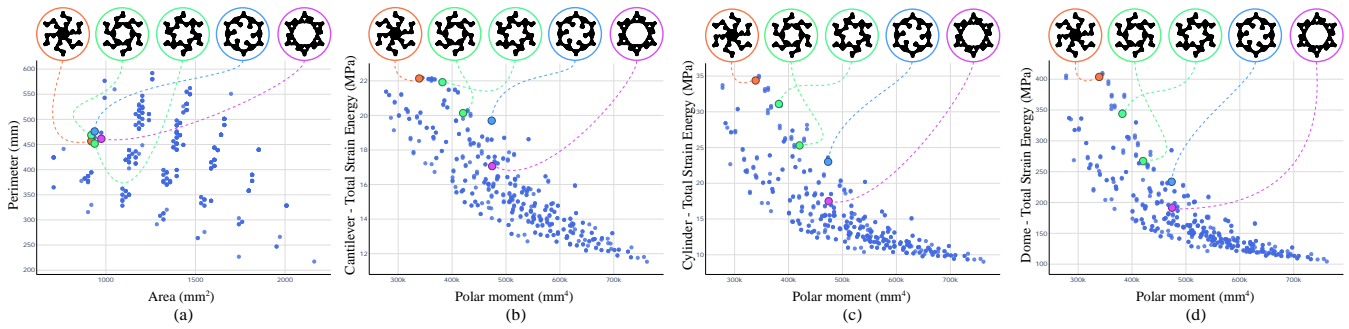 600
550
500
450
400
350
300
250
200
1000
1500
2000
Perimeter (mm)
Area (mm²)
(a)
22
20
18
16
14
12
300k
400k
500k
600k
700k
Cantilever - Total Strain Energy (MPa)
Polar moment (mm⁴)
(b)
35
30
25
20
15
10
300k
400k
500k
600k
700k
Cylinder - Total Strain Energy (MPa)
Polar moment (mm⁴)
(c)
400
350
300
250
200
150
100
300k
400k
500k
600k
700k
Dome - Total Strain Energy (MPa)
Polar moment (mm⁴)
(d)